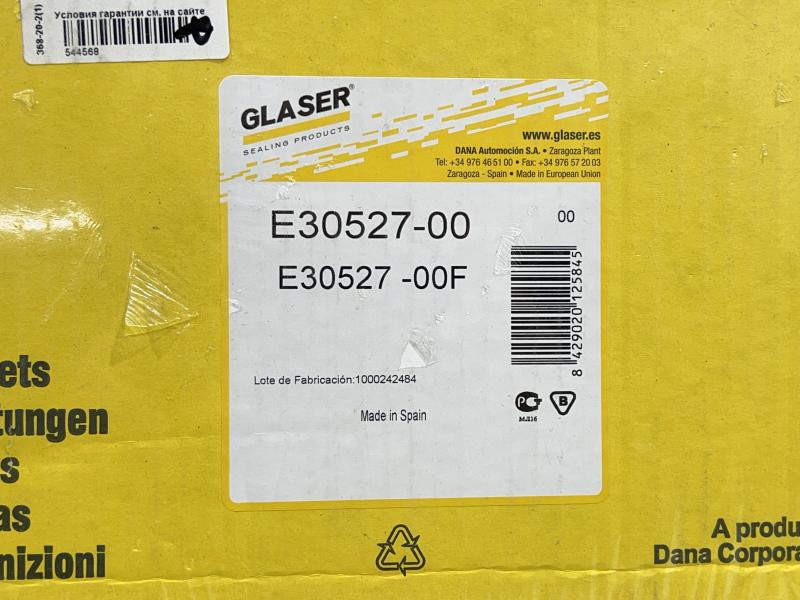 368-20-2(1)
Условия гарантии см. на сайте
544568
GLASER®
SEALING PRODUCTS
www.glaser.es
DANA Automoción S.A. • Zaragoza Plant
Tel: +34 976 46 51 00 • Fax: +34 976 57 20 03
Zaragoza - Spain • Made in European Union
E30527-00
00
E30527 -00F
8 429020 125845
Lote de Fabricación:1000242484
Made in Spain
РСТ
B
ets
tungen
s
as
nizioni
A produ
Dana Corpora